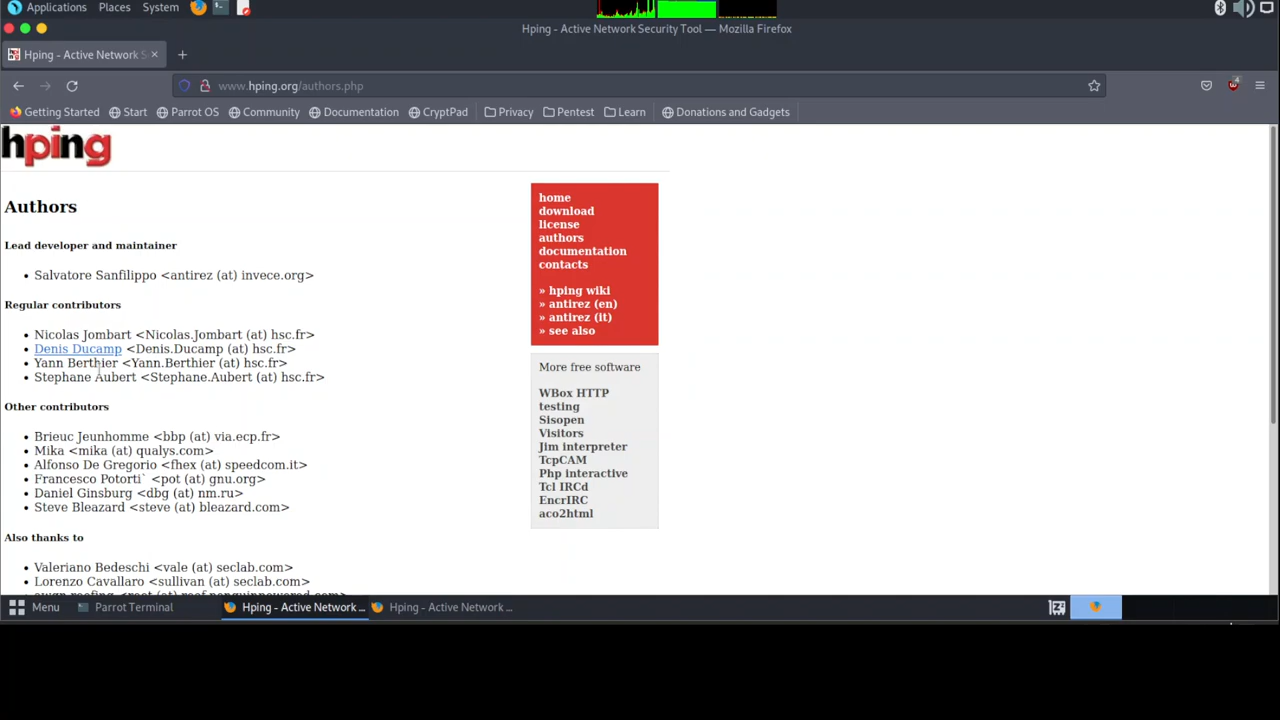 Applications Places System
Hping - Active Network Security Tool — Mozilla Firefox
Hping - Active Network S
www.hping.org/authors.php
4
Getting Started Start Parrot OS Community Documentation CryptPad Privacy Pentest Learn Donations and Gadgets
hping
Authors
Lead developer and maintainer
• Salvatore Sanfilippo <antirez (at) invece.org>
Regular contributors
• Nicolas Jombart <Nicolas.Jombart (at) hsc.fr>
• Denis Ducamp <Denis.Ducamp (at) hsc.fr>
• Yann Berthier <Yann.Berthier (at) hsc.fr>
• Stephane Aubert <Stephane.Aubert (at) hsc.fr>
Other contributors
• Brieuc Jeunhomme <bbp (at) via.ecp.fr>
• Mika <mika (at) qualys.com>
• Alfonso De Gregorio <fhex (at) speedcom.it>
• Francesco Potorti` <pot (at) gnu.org>
• Daniel Ginsburg <dbg (at) nm.ru>
• Steve Bleazard <steve (at) bleazard.com>
Also thanks to
• Valeriano Bedeschi <vale (at) seclab.com>
• Lorenzo Cavallaro <sullivan (at) seclab.com>
home
download
license
authors
documentation
contacts
» hping wiki
» antirez (en)
» antirez (it)
» see also
More free software
WBox HTTP
testing
Sisopen
Visitors
Jim interpreter
TcpCAM
Php interactive
Tcl IRCd
EncrIRC
aco2html
Menu Parrot Terminal Hping - Active Network ... Hping - Active Network ...